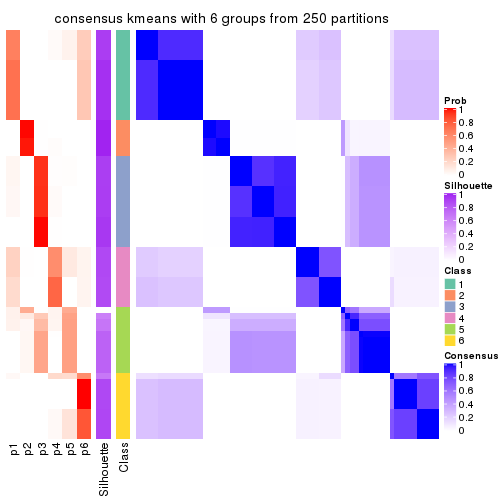 consensus kmeans with 6 groups from 250 partitions
Prob
1
0.8
0.6
0.4
0.2
0
Silhouette
1
0.8
0.6
0.4
0.2
0
Class
1
2
3
4
5
6
Consensus
1
0.8
0.6
0.4
0.2
0
p1
p2
p3
p4
p5
p6
Silhouette
Class